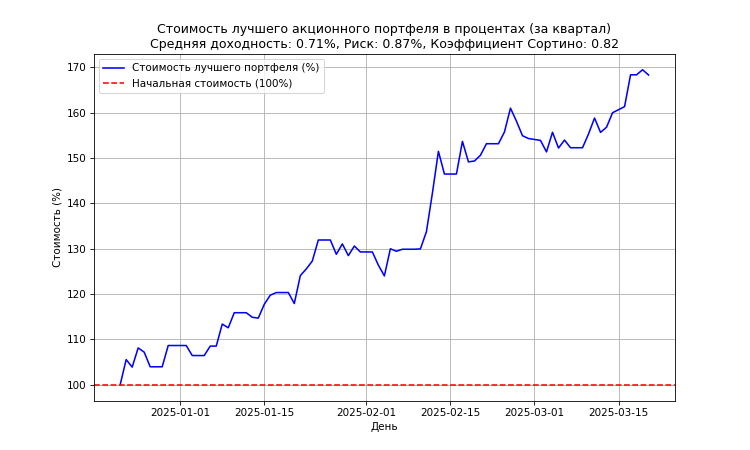 Стоимость лучшего акционного портфеля в процентах (за квартал)
Средняя доходность: 0.71%, Риск: 0.87%, Коэффициент Сортино: 0.82
Стоимость лучшего портфеля (%)
Начальная стоимость (100%)
Стоимость (%)
170
160
150
140
130
120
110
100
2025-01-01
2025-01-15
2025-02-01
2025-02-15
2025-03-01
2025-03-15
День